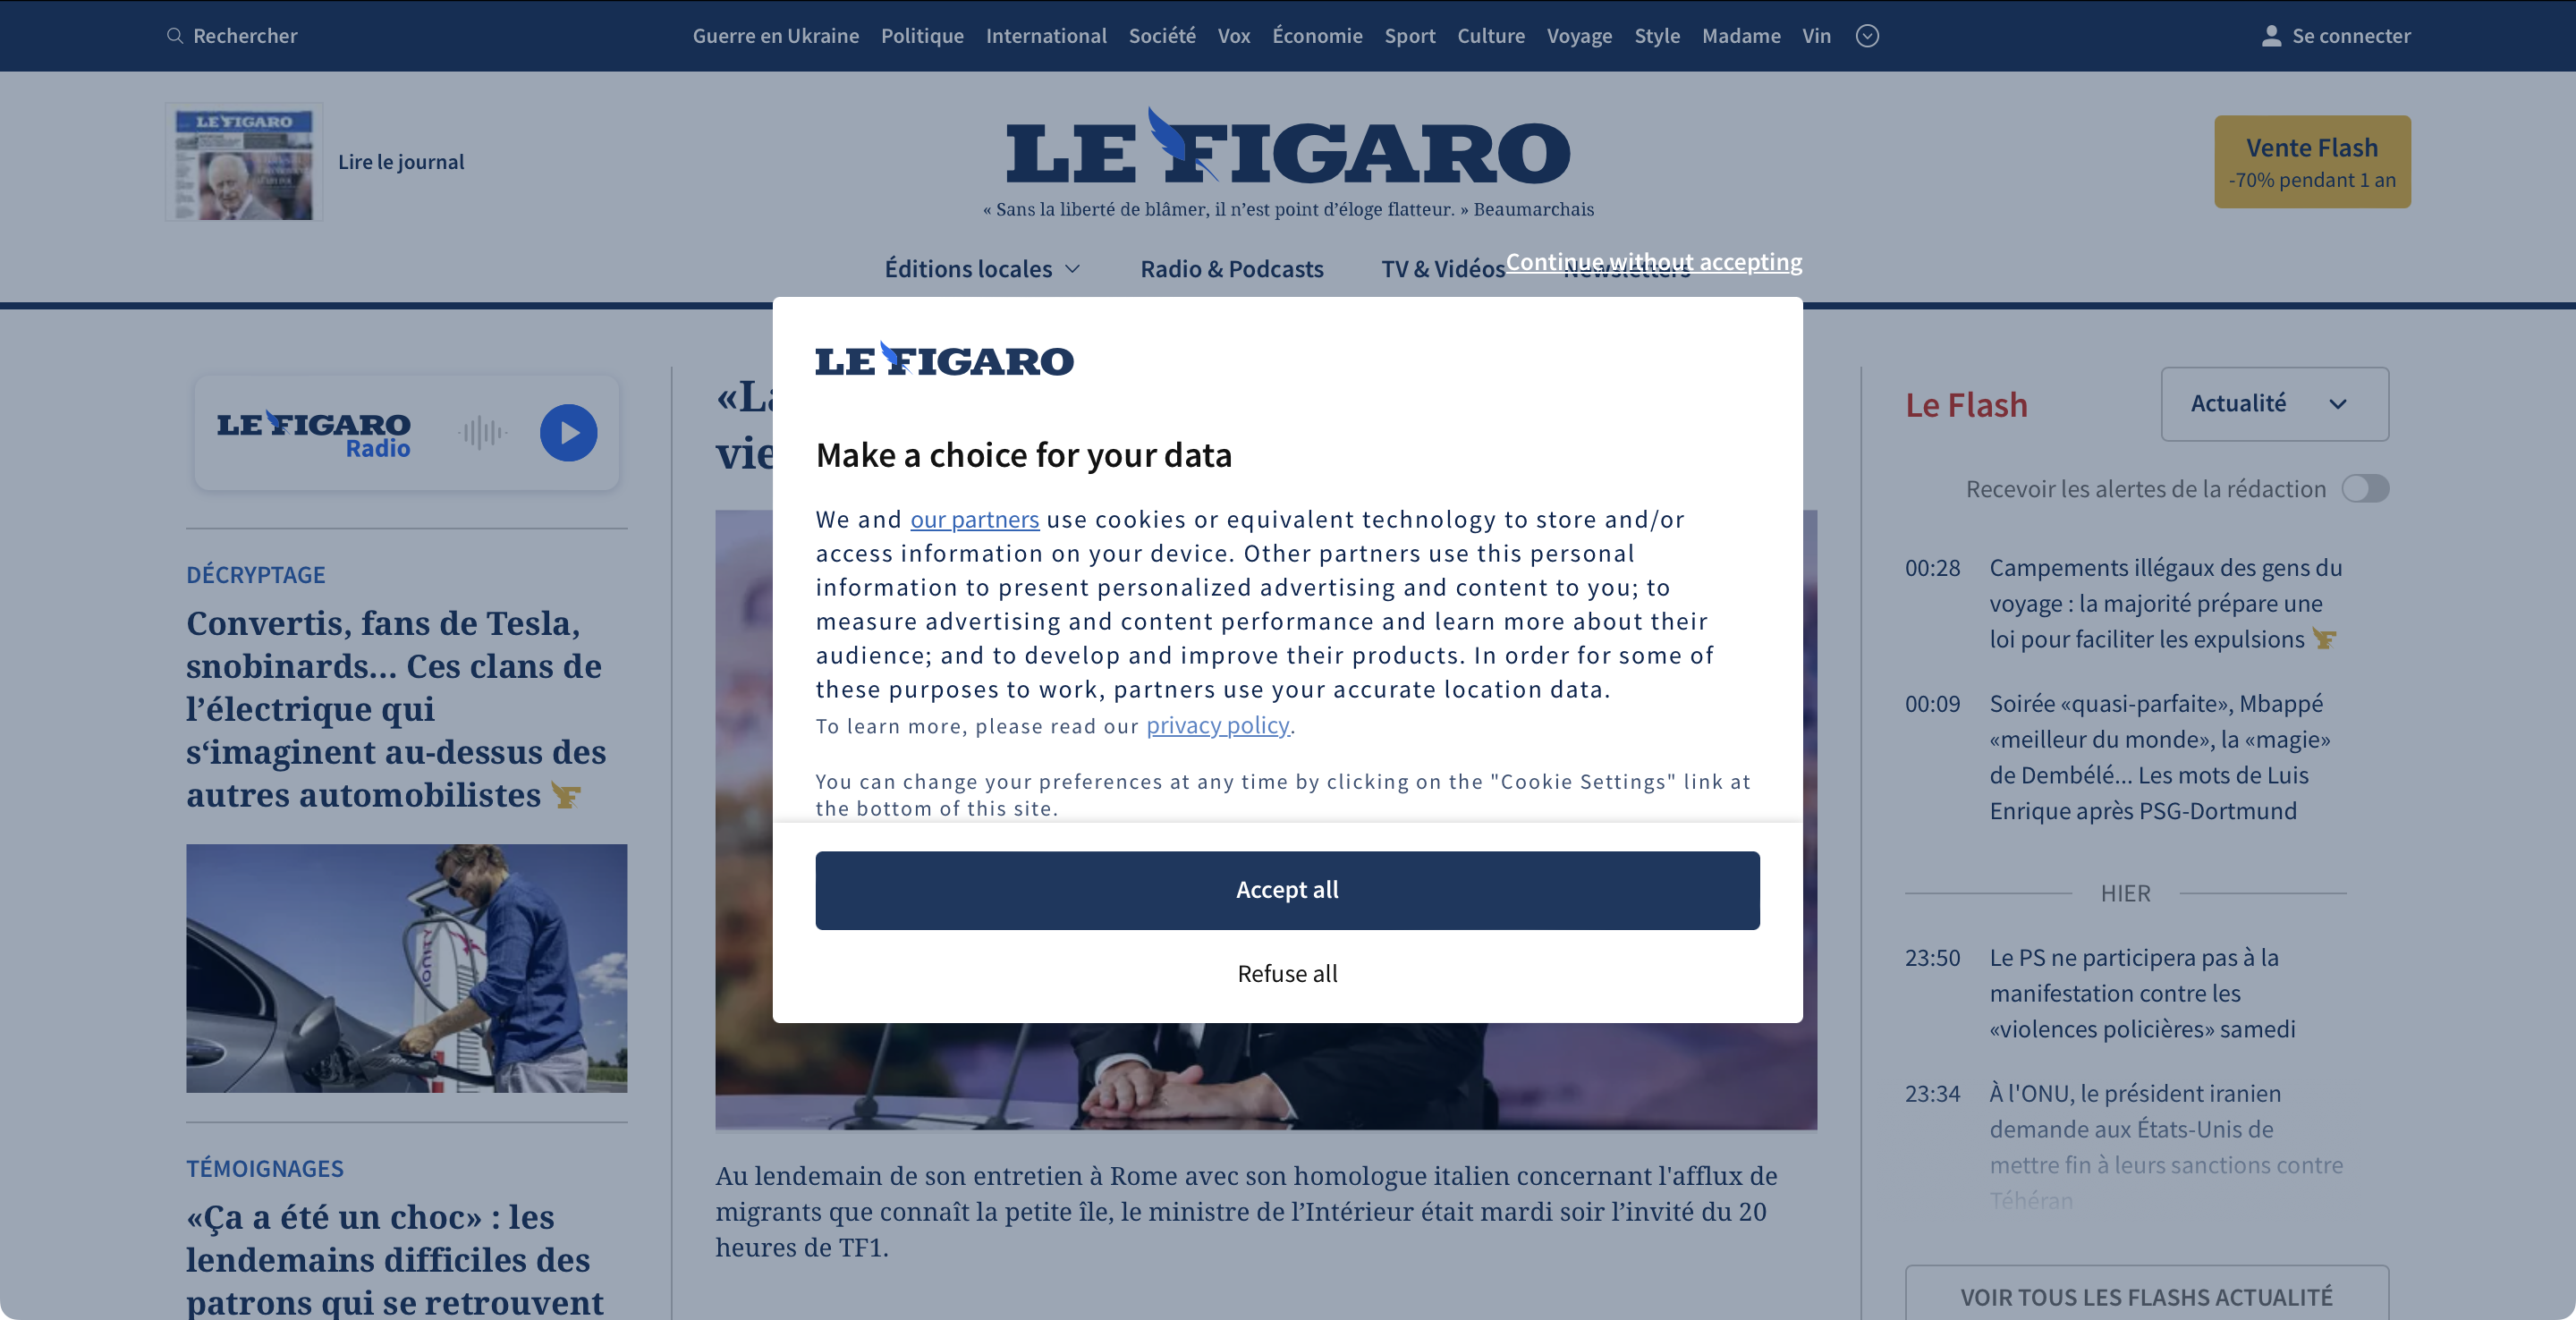 Rechercher
Guerre en Ukraine Politique International Société Vox Économie Sport Culture Voyage Style Madame Vin
Se connecter
LE FIGARO
Lire le journal
LE FIGARO
« Sans la liberté de blâmer, il n’est point d’éloge flatteur. » Beaumarchais
Vente Flash
-70% pendant 1 an
Continue without accepting
Éditions locales Radio & Podcasts TV & Vidéos Newsletters
LE FIGARO
Make a choice for your data
We and our partners use cookies or equivalent technology to store and/or
access information on your device. Other partners use this personal
information to present personalized advertising and content to you; to
measure advertising and content performance and learn more about their
audience; and to develop and improve their products. In order for some of
these purposes to work, partners use your accurate location data.
To learn more, please read our privacy policy.
You can change your preferences at any time by clicking on the "Cookie Settings" link at
the bottom of this site.
Accept all
Refuse all
LE FIGARO
Radio
DÉCRYPTAGE
Convertis, fans de Tesla,
snobinards... Ces clans de
l’électrique qui
s‘imaginent au-dessus des
autres automobilistes
IONITY
TÉMOIGNAGES
«Ça a été un choc» : les
lendemains difficiles des
patrons qui se retrouvent
Au lendemain de son entretien à Rome avec son homologue italien concernant l'afflux de
migrants que connaît la petite île, le ministre de l’Intérieur était mardi soir l’invité du 20
heures de TF1.
Le Flash
Actualité
Recevoir les alertes de la rédaction
00:28 Campements illégaux des gens du
voyage : la majorité prépare une
loi pour faciliter les expulsions
00:09 Soirée «quasi-parfaite», Mbappé
«meilleur du monde», la «magie»
de Dembélé... Les mots de Luis
Enrique après PSG-Dortmund
HIER
23:50 Le PS ne participera pas à la
manifestation contre les
«violences policières» samedi
23:34 À l'ONU, le président iranien
demande aux États-Unis de
mettre fin à leurs sanctions contre
Téhéran
VOIR TOUS LES FLASHS ACTUALITÉ